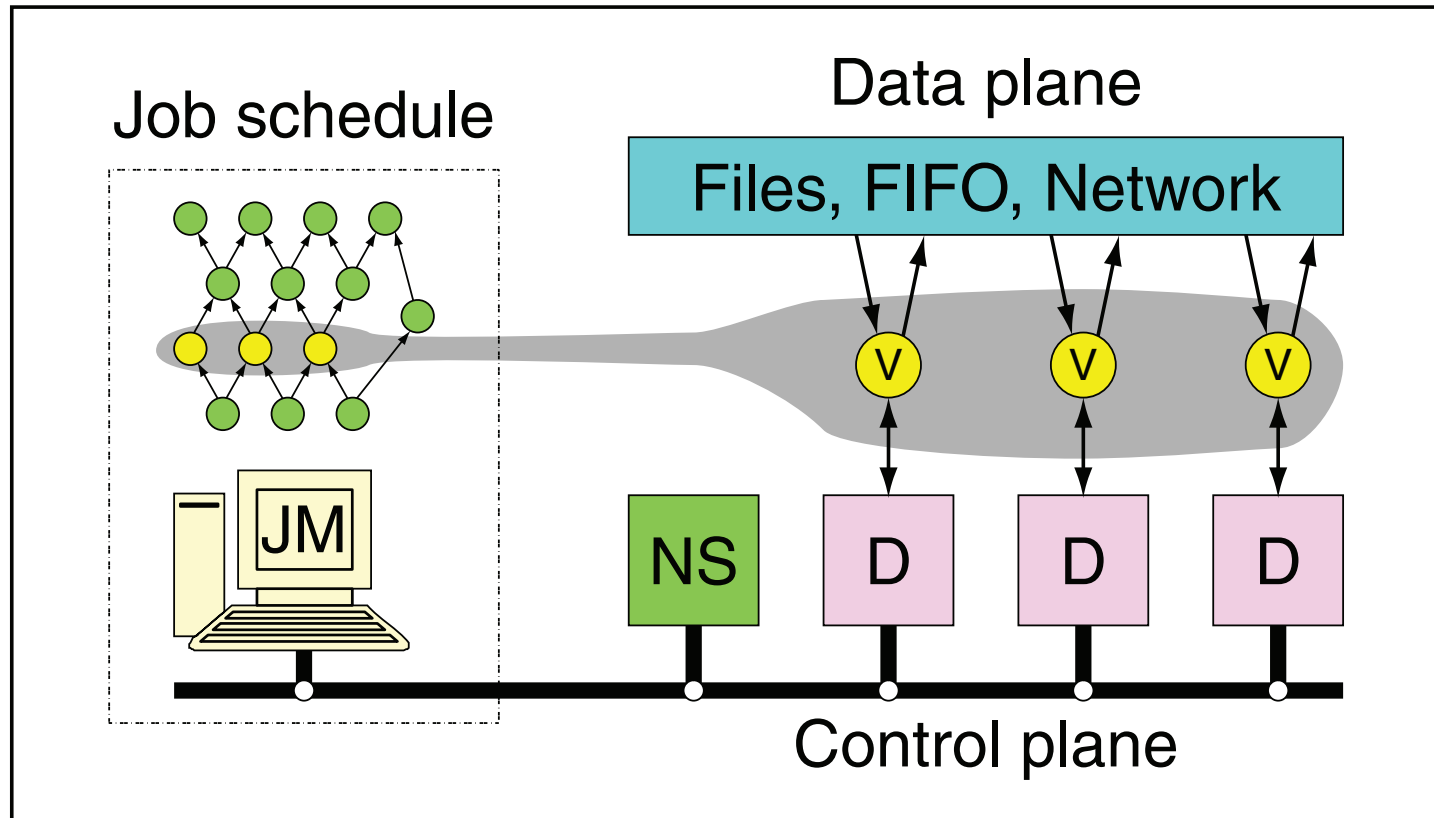 Job schedule
Data plane
Files, FIFO, Network
V V V
JM
NS D D D
Control plane